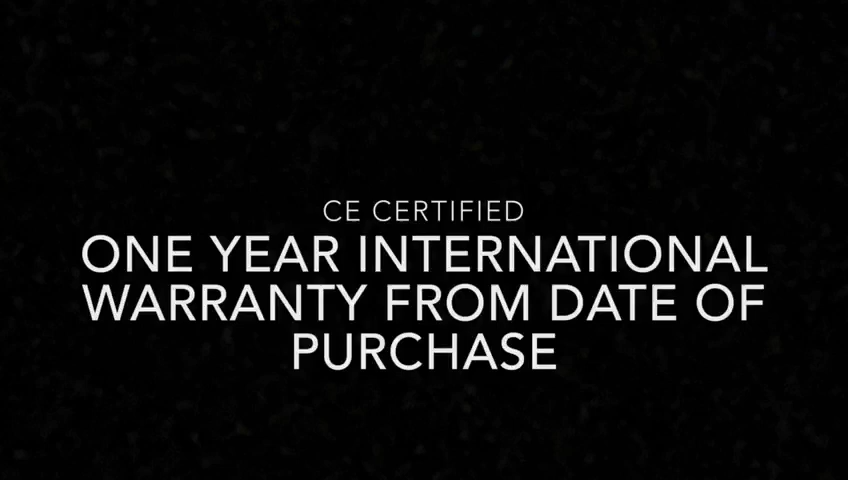 CE CERTIFIED
ONE YEAR INTERNATIONAL
WARRANTY FROM DATE OF
PURCHASE